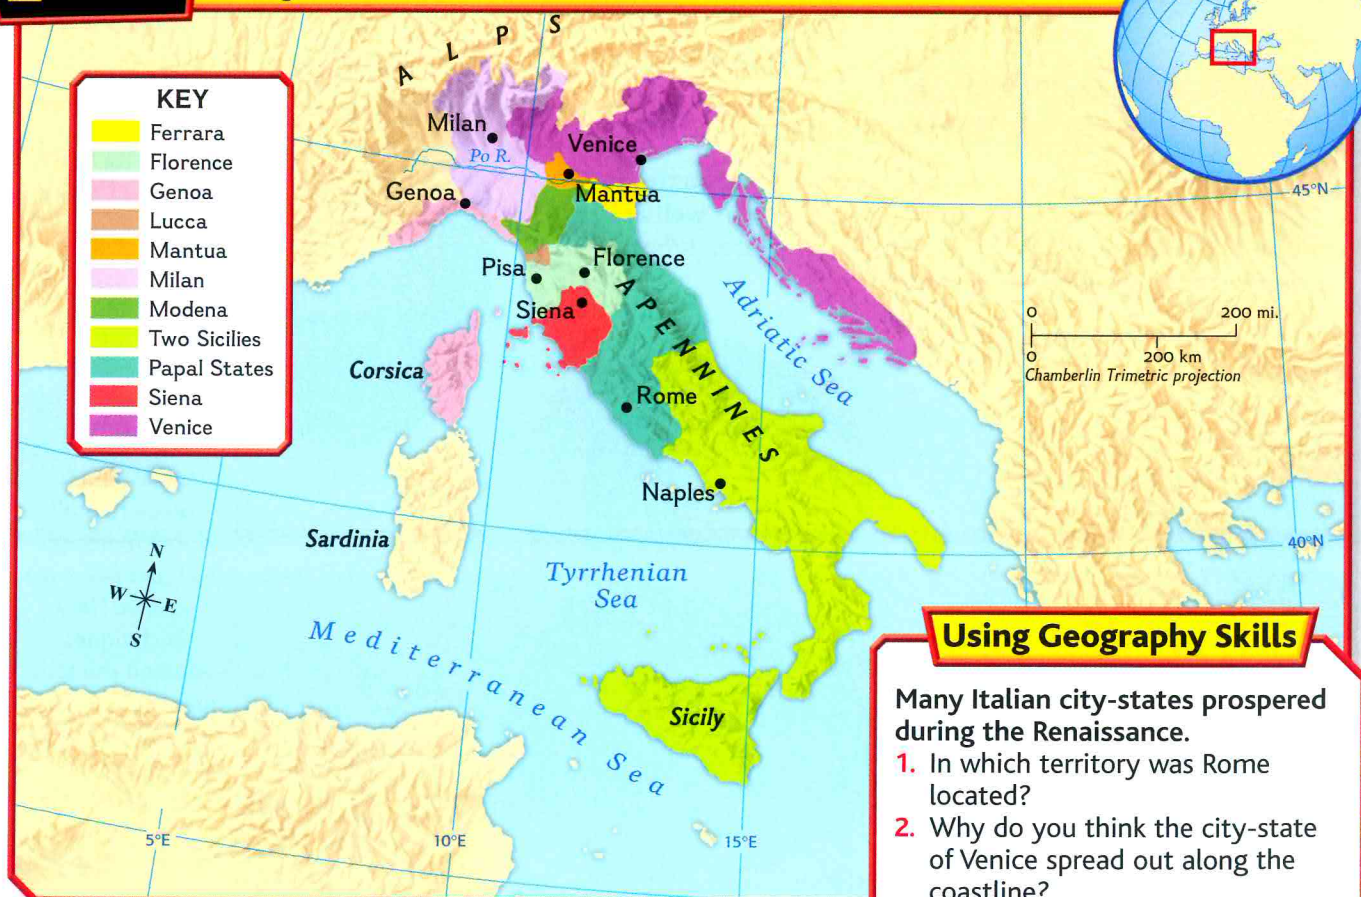 A L P S
KEY
Ferrara
Florence
Genoa
Lucca
Mantua
Milan
Modena
Two Sicilies
Papal States
Siena
Venice
Milan
Po R.
Venice
Genoa
Mantua
45°N
Pisa
Florence
Siena
APENNINES
Adriatic Sea
0 200 mi.
0 200 km
Chamberlin Trimetric projection
Corsica
Rome
Naples
Sardinia
40°N
N
W E
S
Tyrrhenian
Sea
Mediterranean Sea
Sicily
5°E
10°E
15°E
Using Geography Skills
Many Italian city-states prospered
during the Renaissance.
1. In which territory was Rome
located?
2. Why do you think the city-state
of Venice spread out along the
coastline?